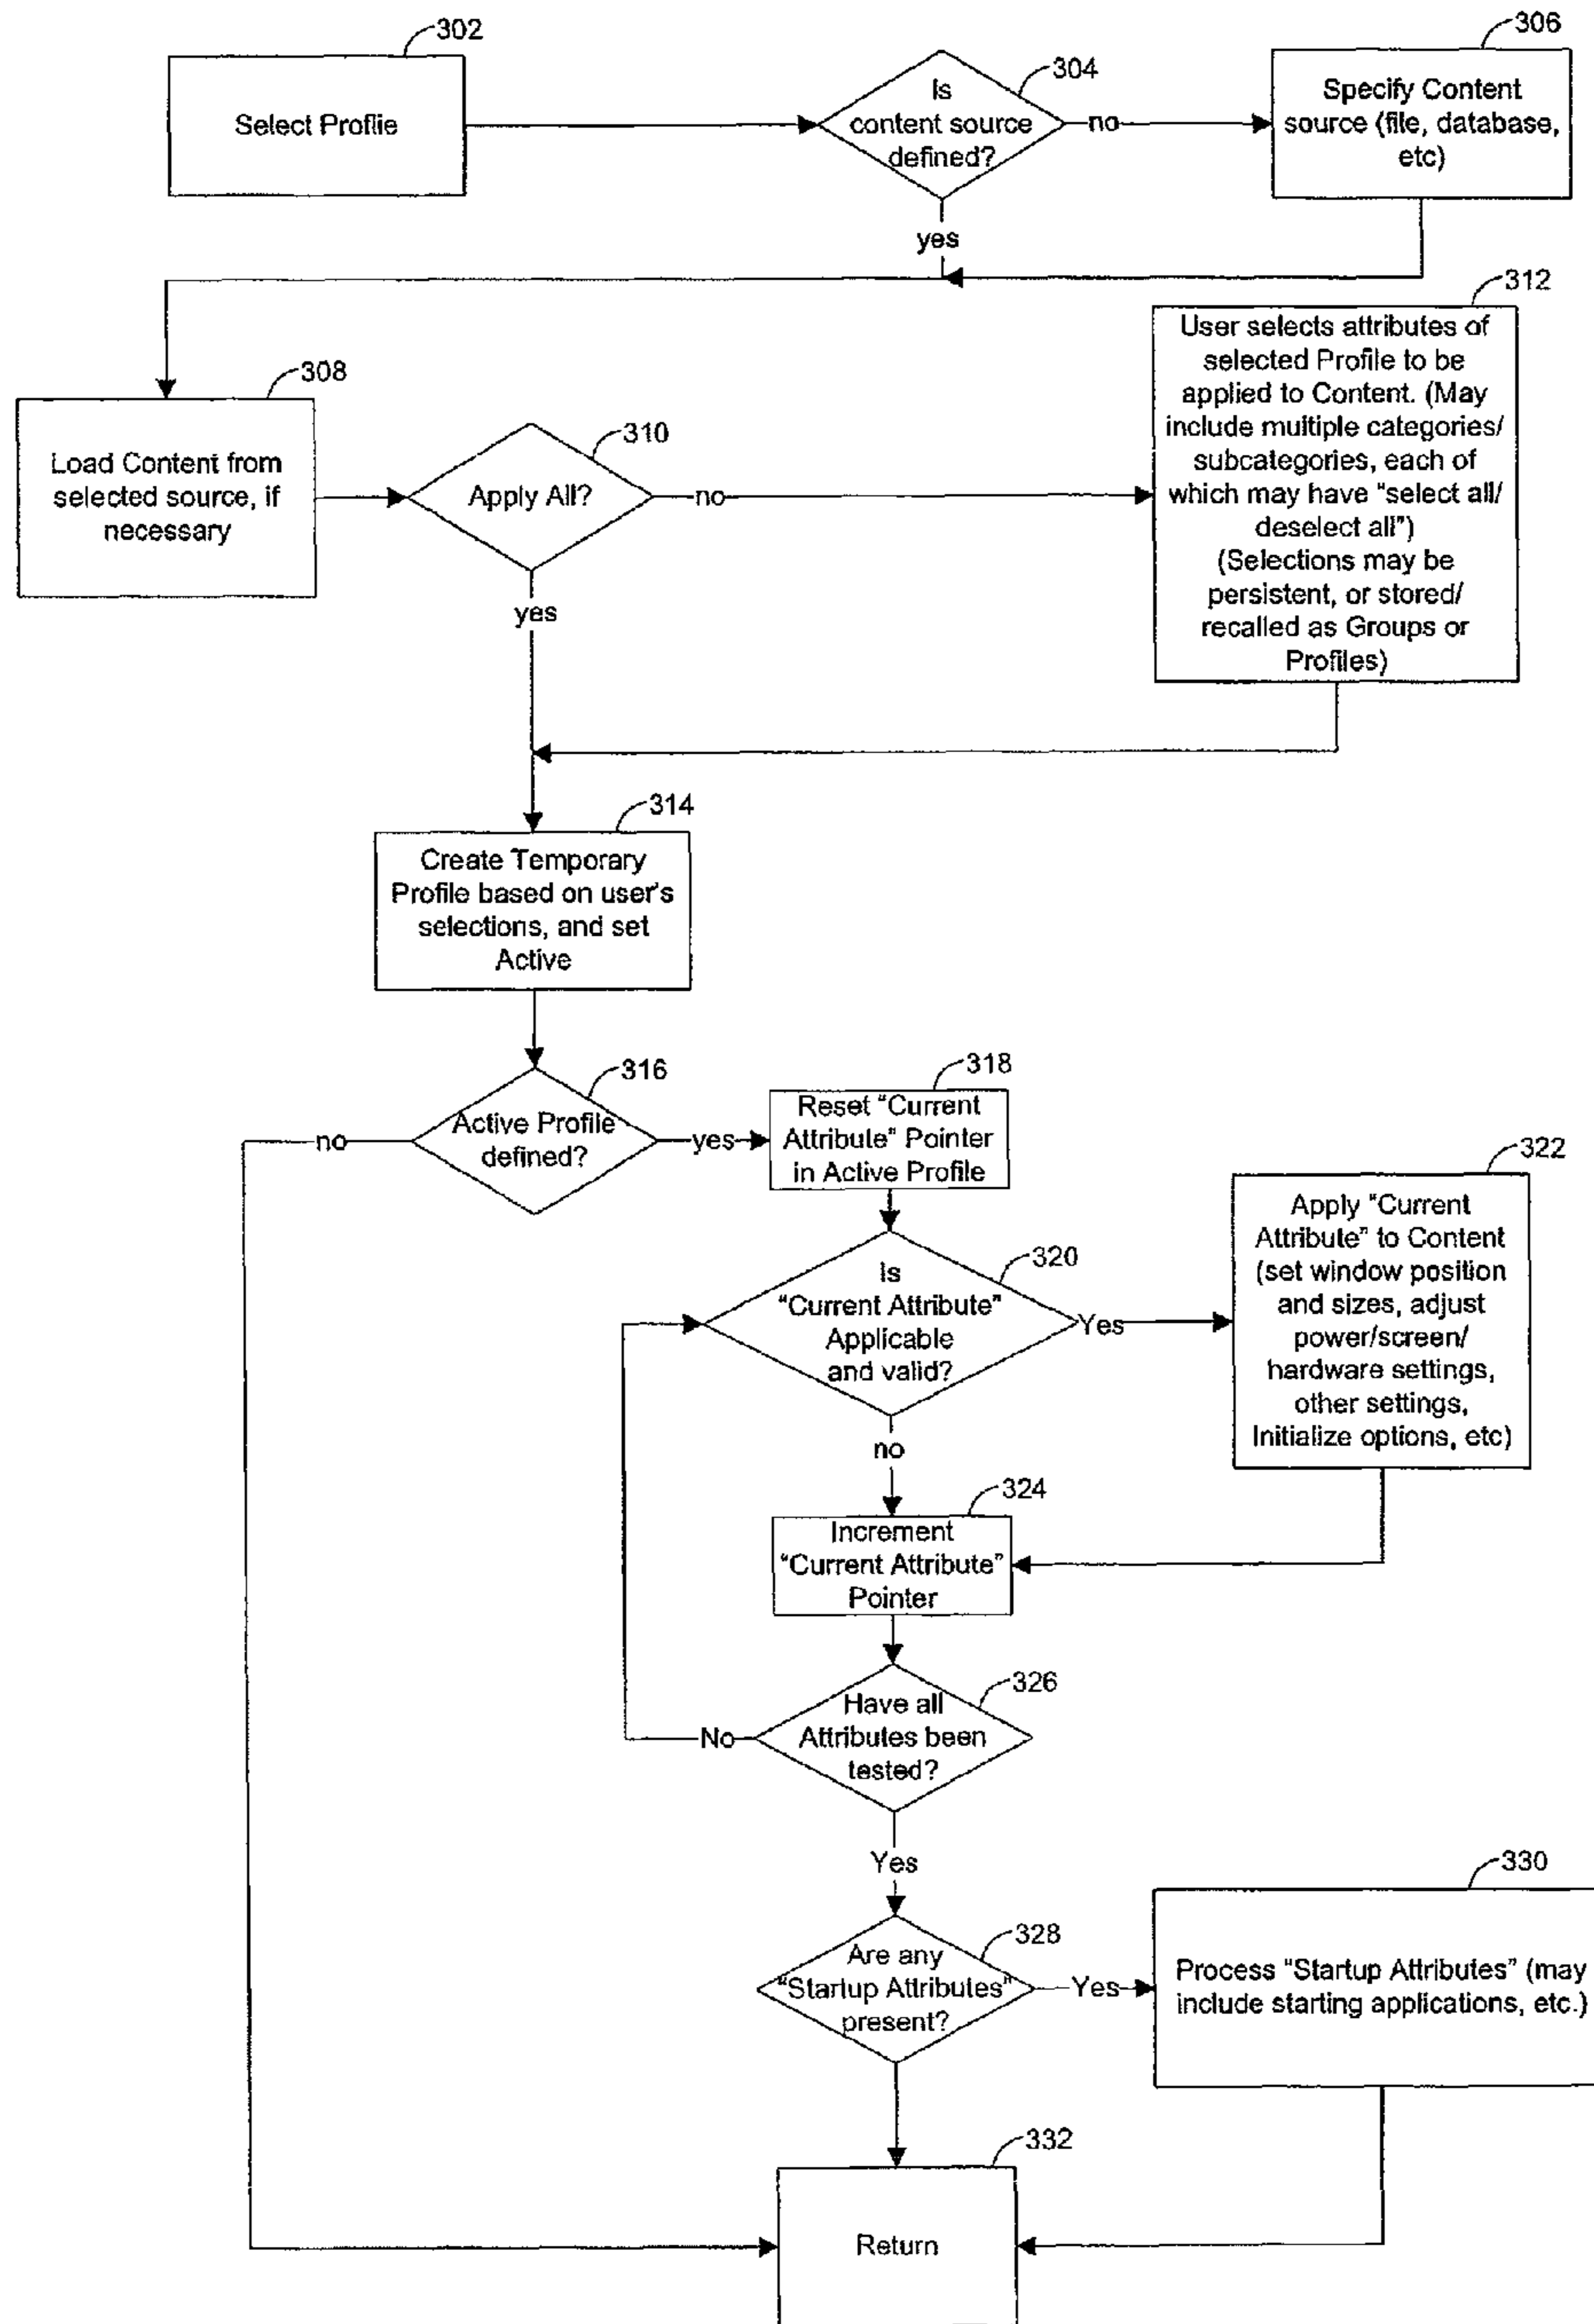 302
Select Profile
304
Is
content source
defined?
no
306
Specify Content
source (file, database,
etc)
yes
308
Load Content from
selected source, if
necessary
310
Apply All?
no
312
User selects attributes of
selected Profile to be
applied to Content. (May
include multiple categories/
subcategories, each of
which may have “select all/
deselect all”)
(Selections may be
persistent, or stored/
recalled as Groups or
Profiles)
yes
314
Create Temporary
Profile based on user's
selections, and set
Active
316
Active Profile
defined?
no
yes
318
Reset “Current
Attribute” Pointer
in Active Profile
320
Is
“Current Attribute”
Applicable
and valid?
Yes
322
Apply “Current
Attribute” to Content
(set window position
and sizes, adjust
power/screen/
hardware settings,
other settings,
Initialize options, etc)
no
324
Increment
“Current Attribute”
Pointer
326
Have all
Attributes been
tested?
No
Yes
328
Are any
“Startup Attributes”
present?
Yes
330
Process “Startup Attributes” (may
include starting applications, etc.)
332
Return